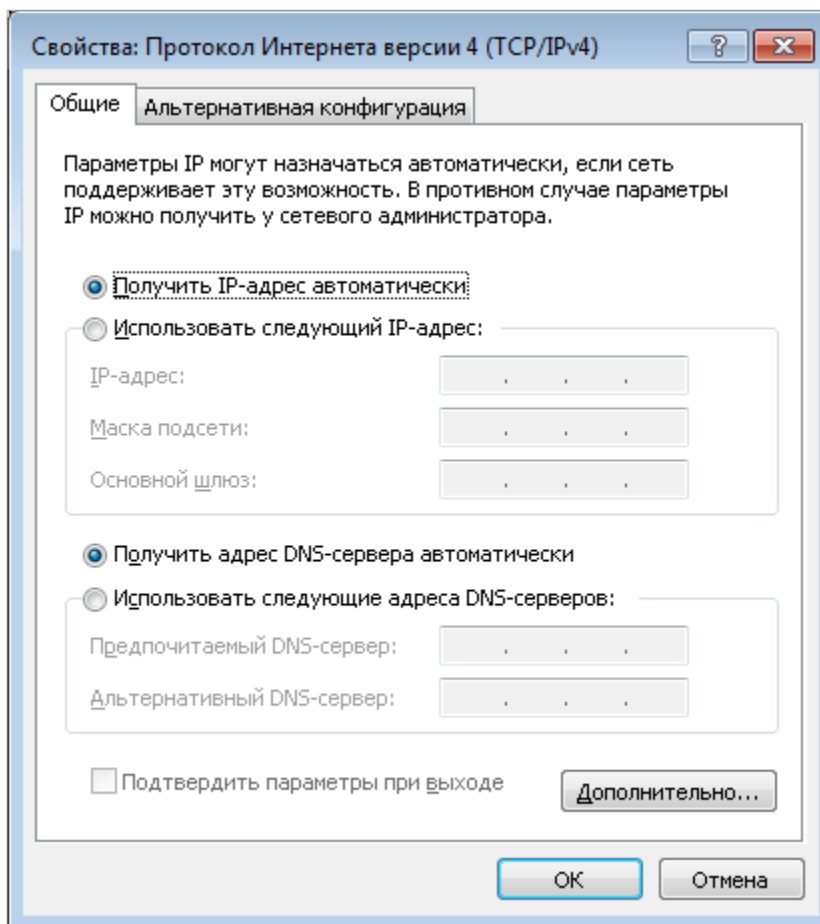 Свойства: Протокол Интернета версии 4 (TCP/IPv4)
Общие
Альтернативная конфигурация
Параметры IP могут назначаться автоматически, если сеть
поддерживает эту возможность. В противном случае параметры
IP можно получить у сетевого администратора.
Получить IP-адрес автоматически
Использовать следующий IP-адрес:
IP-адрес:
Маска подсети:
Основной шлюз:
Получить адрес DNS-сервера автоматически
Использовать следующие адреса DNS-серверов:
Предпочитаемый DNS-сервер:
Альтернативный DNS-сервер:
Подтвердить параметры при выходе
Дополнительно...
ОК
Отмена